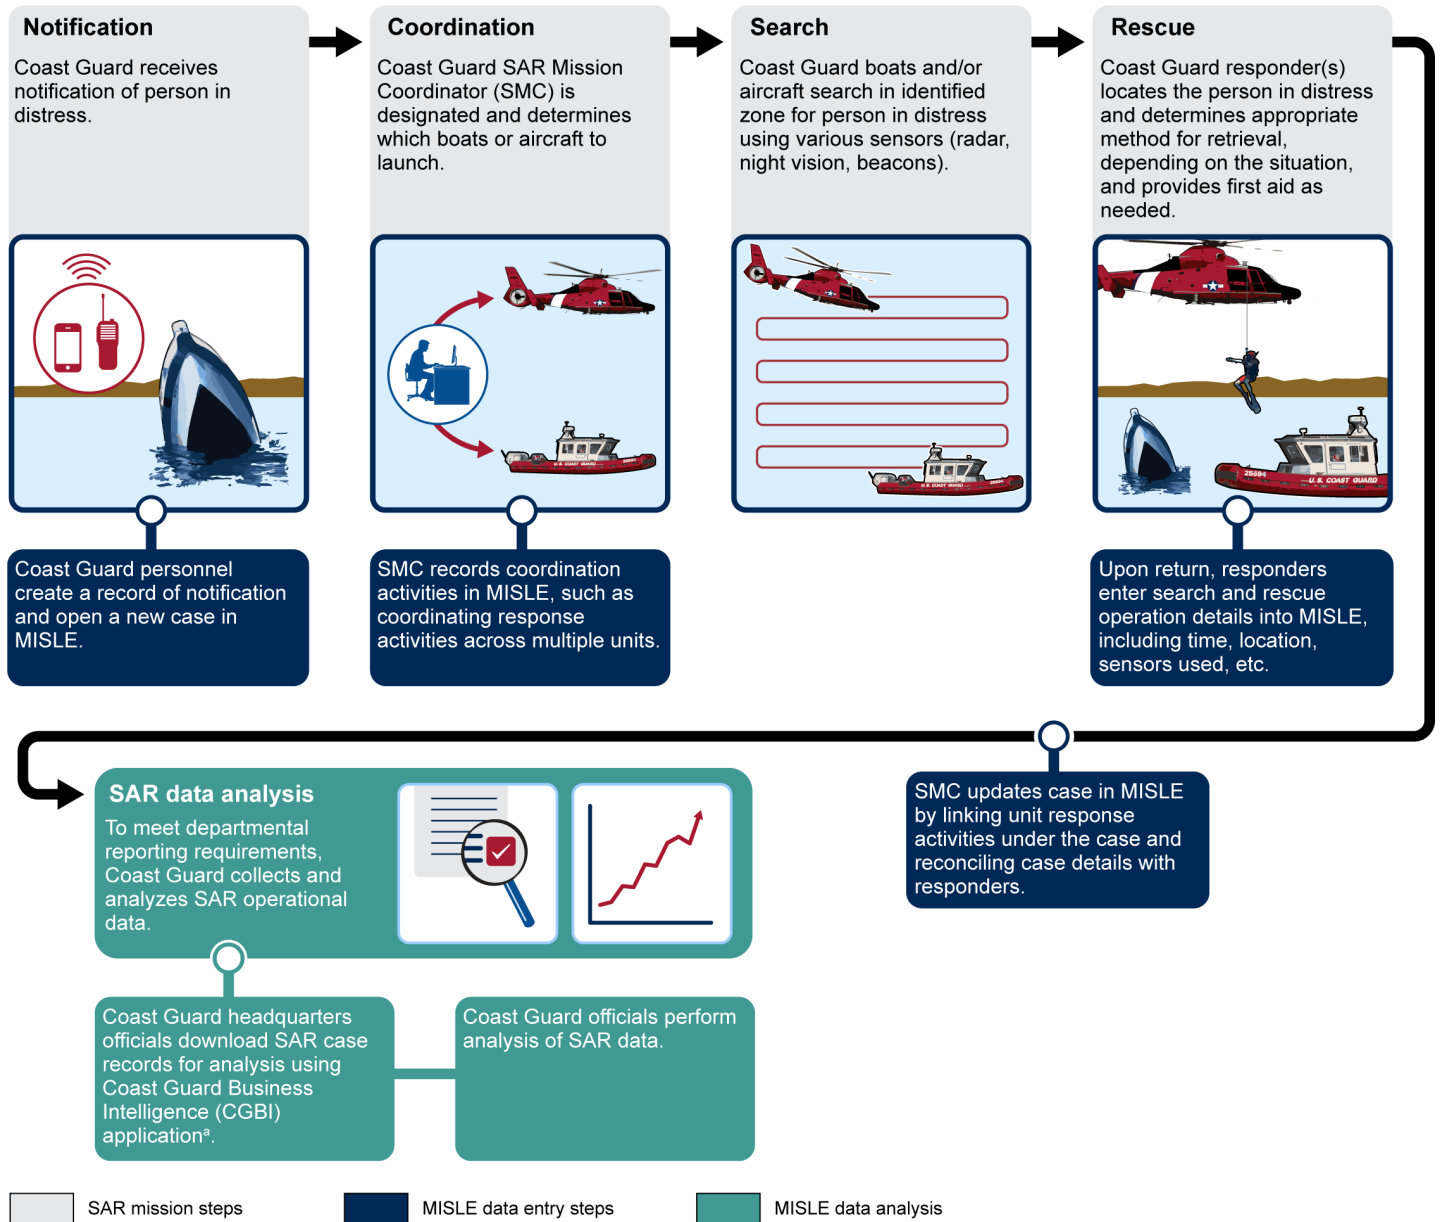 Notification
Coast Guard receives
notification of person in
distress.
Coordination
Coast Guard SAR Mission
Coordinator (SMC) is
designated and determines
which boats or aircraft to
launch.
Search
Coast Guard boats and/or
aircraft search in identified
zone for person in distress
using various sensors (radar,
night vision, beacons).
Rescue
Coast Guard responder(s)
locates the person in distress
and determines appropriate
method for retrieval,
depending on the situation,
and provides first aid as
needed.
U.S. COAST GUARD
25594
U.S. COAST GUARD
25594
25594
U.S. COAST GUARD
Coast Guard personnel
create a record of notification
and open a new case in
MISLE.
SMC records coordination
activities in MISLE, such as
coordinating response
activities across multiple units.
Upon return, responders
enter search and rescue
operation details into MISLE,
including time, location,
sensors used, etc.
SMC updates case in MISLE
by linking unit response
activities under the case and
reconciling case details with
responders.
SAR data analysis
To meet departmental
reporting requirements,
Coast Guard collects and
analyzes SAR operational
data.
Coast Guard headquarters
officials download SAR case
records for analysis using
Coast Guard Business
Intelligence (CGBI)
applicationª.
Coast Guard officials perform
analysis of SAR data.
SAR mission steps
MISLE data entry steps
MISLE data analysis